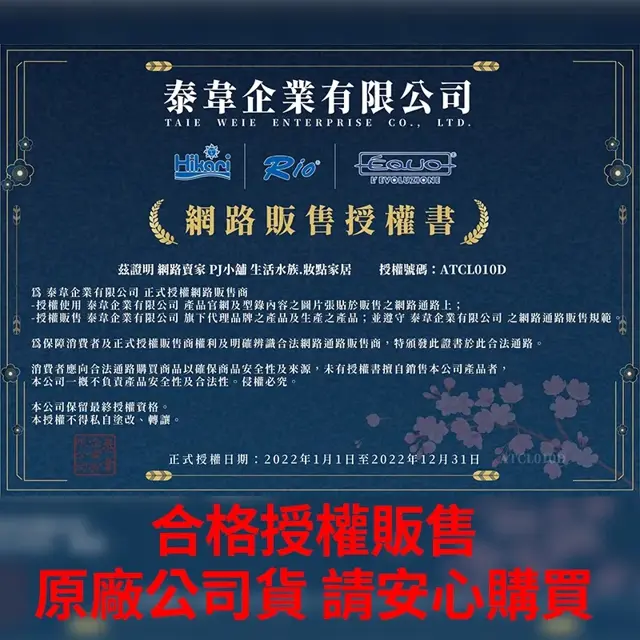 泰韋企業有限公司
TAIE WEIE ENTERPRISE CO., LTD.
Hikari Rio® ÉQUO®
L'EVOLUZIONE
網路販售授權書
茲證明 網路賣家 PJ小舖 生活水族.妝點家居 授權號碼：ATCL010D
為 泰韋企業有限公司 正式授權網路販售商
-授權使用 泰韋企業有限公司 產品官網及型錄內容之圖片張貼於販售之網路通路上；
-授權販售 泰韋企業有限公司 旗下代理品牌之產品及生產之產品；並遵守 泰韋企業有限公司 之網路通路販售規範。
為保障消費者及正式授權販售商權利及明確辨識合法網路通路販售商，特頒發此證書於此合法通路。
消費者應向合法通路購買商品以確保商品安全性及來源，未有授權書擅自銷售本公司產品者，
本公司一概不負責產品安全性及合法性。侵權必究。
本公司保留最終授權資格。
本授權不得私自塗改、轉讓。
正式授權日期：2022年1月1日至2022年12月31日
ATCL010D
合格授權販售
原廠公司貨 請安心購買